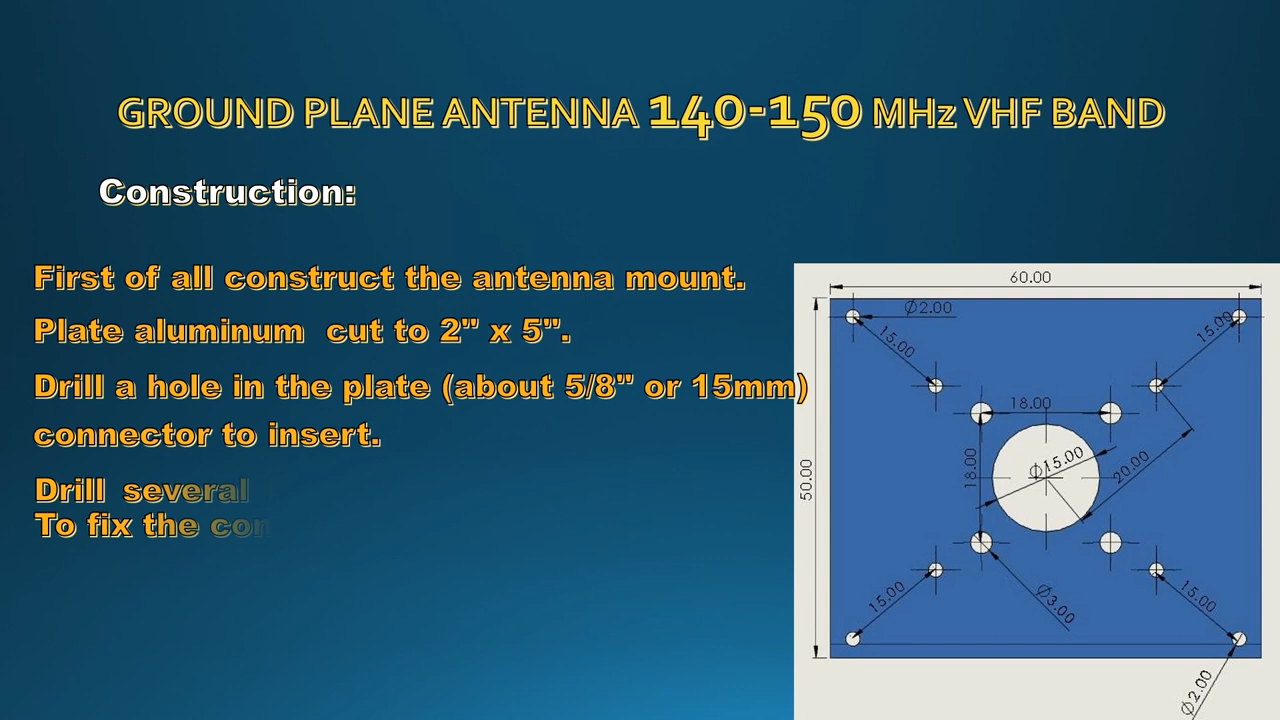 GROUND PLANE ANTENNA 140-150 MHz VHF BAND
Construction:
First of all construct the antenna mount.
Plate aluminum cut to 2" x 5".
Drill a hole in the plate (about 5/8" or 15mm)
connector to insert.
Drill several
To fix the con
60.00
Ø2.00
15.00
15.00
18.00
50.00
18.00
Ø15.00
20.00
15.00
Ø3.00
15.00
Ø2.00